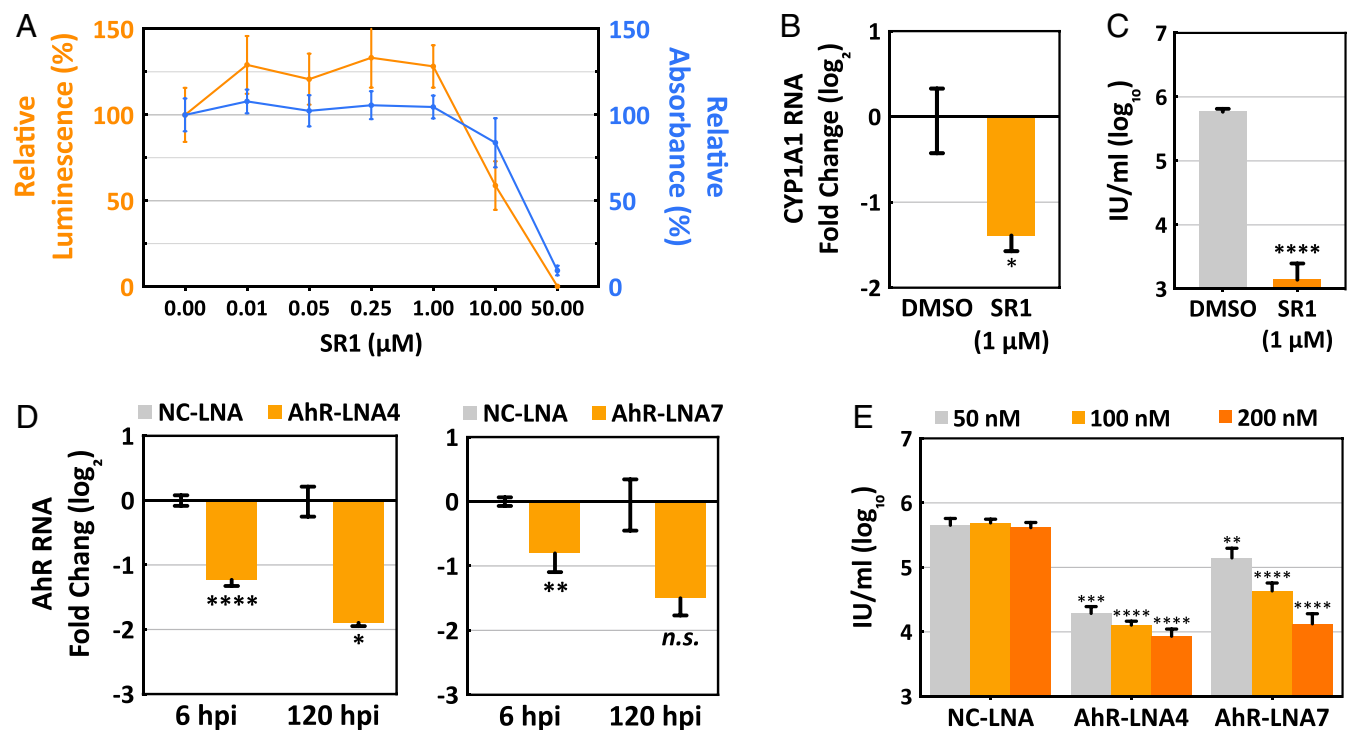 A
Relative
Luminescence (%)
150
100
50
0
150
100
50
0
Relative
Absorbance (%)
0.00 0.01 0.05 0.25 1.00 10.00 50.00
SR1 (µM)
B
CYP1A1 RNA
Fold Change (log2)
1
0
-1
-2
*
DMSO SR1
(1 µM)
C
IU/ml (log10)
7
6
5
4
3
****
DMSO SR1
(1 µM)
D
NC-LNA AhR-LNA4
AhR RNA
Fold Chang (log2)
1
0
-1
-2
-3
****
*
6 hpi 120 hpi
NC-LNA AhR-LNA7
1
0
-1
-2
-3
**
n.s.
6 hpi 120 hpi
E
50 nM 100 nM 200 nM
IU/ml (log10)
7
6
5
4
3
*** **** ****
** **** ****
NC-LNA AhR-LNA4 AhR-LNA7